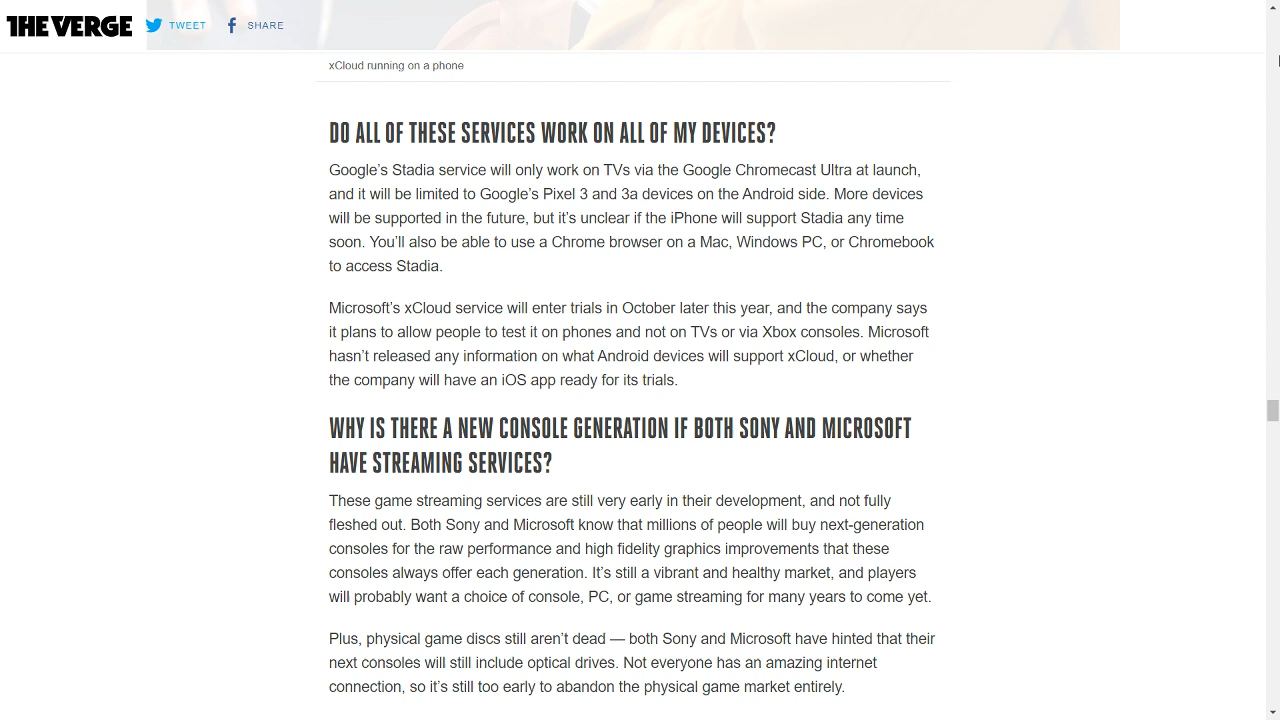 THE VERGE TWEET SHARE
xCloud running on a phone
DO ALL OF THESE SERVICES WORK ON ALL OF MY DEVICES?
Google’s Stadia service will only work on TVs via the Google Chromecast Ultra at launch,
and it will be limited to Google’s Pixel 3 and 3a devices on the Android side. More devices
will be supported in the future, but it’s unclear if the iPhone will support Stadia any time
soon. You’ll also be able to use a Chrome browser on a Mac, Windows PC, or Chromebook
to access Stadia.
Microsoft’s xCloud service will enter trials in October later this year, and the company says
it plans to allow people to test it on phones and not on TVs or via Xbox consoles. Microsoft
hasn’t released any information on what Android devices will support xCloud, or whether
the company will have an iOS app ready for its trials.
WHY IS THERE A NEW CONSOLE GENERATION IF BOTH SONY AND MICROSOFT
HAVE STREAMING SERVICES?
These game streaming services are still very early in their development, and not fully
fleshed out. Both Sony and Microsoft know that millions of people will buy next-generation
consoles for the raw performance and high fidelity graphics improvements that these
consoles always offer each generation. It’s still a vibrant and healthy market, and players
will probably want a choice of console, PC, or game streaming for many years to come yet.
Plus, physical game discs still aren’t dead — both Sony and Microsoft have hinted that their
next consoles will still include optical drives. Not everyone has an amazing internet
connection, so it’s still too early to abandon the physical game market entirely.